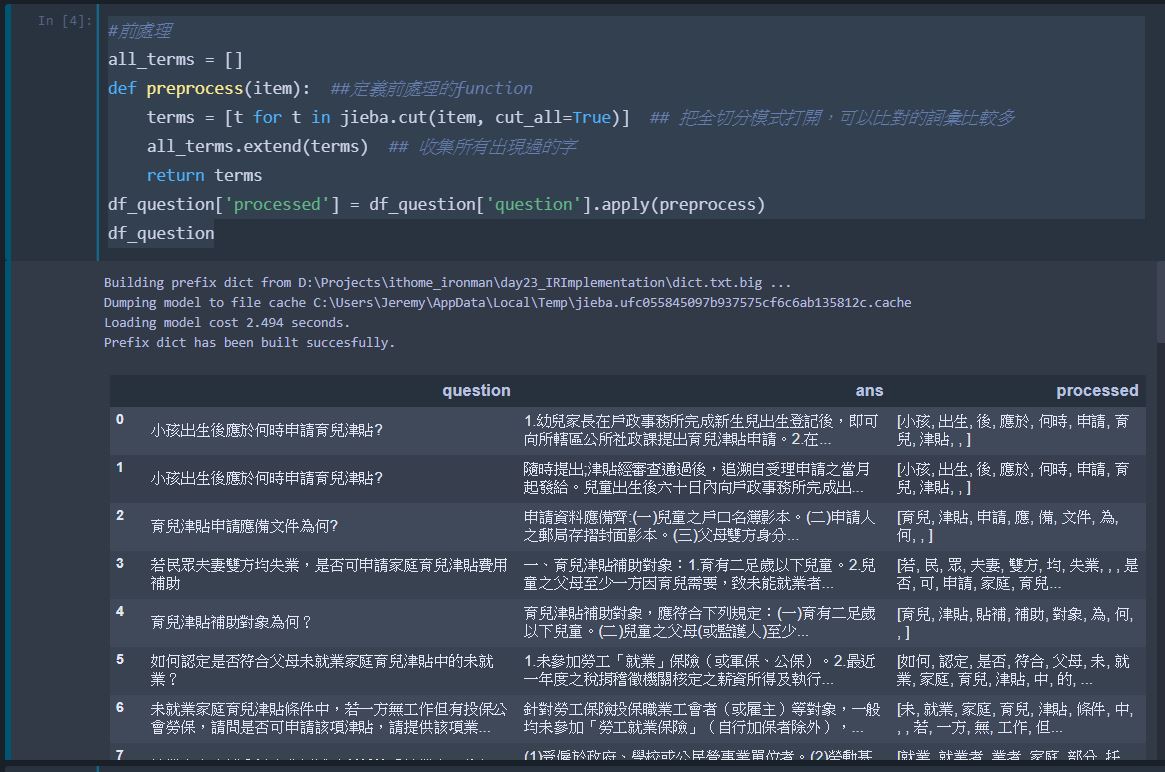 In [4]:
#前處理
all_terms = []
def preprocess(item):  ##定義前處理的function
    terms = [t for t in jieba.cut(item, cut_all=True)]  ## 把全切分模式打開，可以比對的詞彙比較多
    all_terms.extend(terms)  ## 收集所有出現過的字
    return terms
df_question['processed'] = df_question['question'].apply(preprocess)
df_question
Building prefix dict from D:\Projects\ithome_ironman\day23_IRImplementation\dict.txt.big ...
Dumping model to file cache C:\Users\Jeremy\AppData\Local\Temp\jieba.ufc055845097b937575cf6c6ab135812c.cache
Loading model cost 2.494 seconds.
Prefix dict has been built succesfully.
question ans processed
0 小孩出生後應於何時申請育兒津貼?
1.幼兒家長在戶政事務所完成新生兒出生登記後，即可
向所轄區公所社政課提出育兒津貼申請。2.在...
[小孩, 出生, 後, 應於, 何時, 申請, 育
兒, 津貼, , ]
1 小孩出生後應於何時申請育兒津貼?
隨時提出;津貼經審查通過後，追溯自受理申請之當月
起發給。兒童出生後六十日內向戶政事務所完成出...
[小孩, 出生, 後, 應於, 何時, 申請, 育
兒, 津貼, , ]
2 育兒津貼申請應備文件為何?
申請資料應備齊:(一)兒童之戶口名簿影本。(二)申請人
之郵局存摺封面影本。(三)父母雙方身分...
[育兒, 津貼, 申請, 應, 備, 文件, 為,
何, , ]
3 若民眾夫妻雙方均失業，是否可申請家庭育兒津貼費用
補助
一、育兒津貼補助對象：1.育有二足歲以下兒童。2.兒
童之父母至少一方因育兒需要，致未能就業者...
[若, 民, 眾, 夫妻, 雙方, 均, 失業, , , 是
否, 可, 申請, 家庭, 育兒...
4 育兒津貼補助對象為何？
育兒津貼補助對象，應符合下列規定：(一)育有二足歲
以下兒童。(二)兒童之父母(或監護人)至少...
[育兒, 津貼, 貼補, 補助, 對象, 為, 何,
, ]
5 如何認定是否符合父母未就業家庭育兒津貼中的未就
業？
1.未參加勞工「就業」保險（或軍保、公保）。2.最近
一年度之稅捐稽徵機關核定之薪資所得及執行...
[如何, 認定, 是否, 符合, 父母, 未, 就
業, 家庭, 育兒, 津貼, 中, 的, ...
6 未就業家庭育兒津貼條件中，若一方無工作但有投保公
會勞保，請問是否可申請該項津貼，請提供該項業...
針對勞工保險投保職業工會者（或雇主）等對象，一般
均未參加「勞工就業保險」（自行加保者除外），...
[未, 就業, 家庭, 育兒, 津貼, 條件, 中,
, , 若, 一方, 無, 工作, 但...
7
(1)受僱於政府、學校或公民營事業單位者。(2)勞動基
[就業, 就業者, 業者, 家庭, 部分, 托